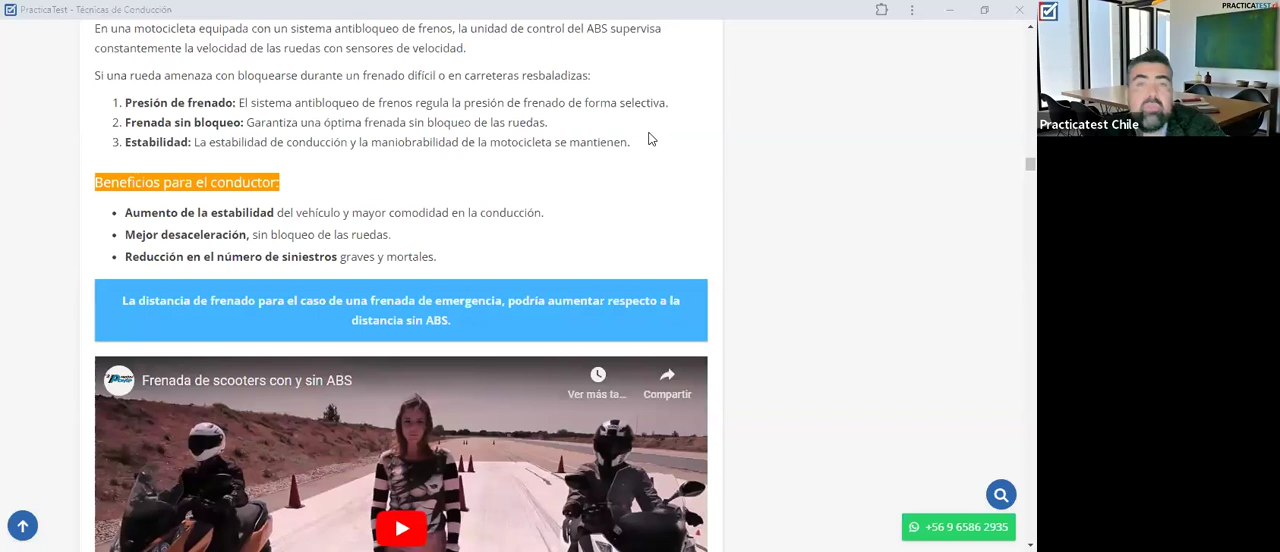 PracticaTest - Técnicas de Conducción
PRACTICATEST
En una motocicleta equipada con un sistema antibloqueo de frenos, la unidad de control del ABS supervisa
constantemente la velocidad de las ruedas con sensores de velocidad.
Si una rueda amenaza con bloquearse durante un frenado difícil o en carreteras resbaladizas:
1. Presión de frenado: El sistema antibloqueo de frenos regula la presión de frenado de forma selectiva.
2. Frenada sin bloqueo: Garantiza una óptima frenada sin bloqueo de las ruedas.
3. Estabilidad: La estabilidad de conducción y la maniobrabilidad de la motocicleta se mantienen.
Practicatest Chile
Beneficios para el conductor:
• Aumento de la estabilidad del vehículo y mayor comodidad en la conducción.
• Mejor desaceleración, sin bloqueo de las ruedas.
• Reducción en el número de siniestros graves y mortales.
La distancia de frenado para el caso de una frenada de emergencia, podría aumentar respecto a la
distancia sin ABS.
Frenada de scooters con y sin ABS
Ver más ta...
Compartir
+56 9 6586 2935